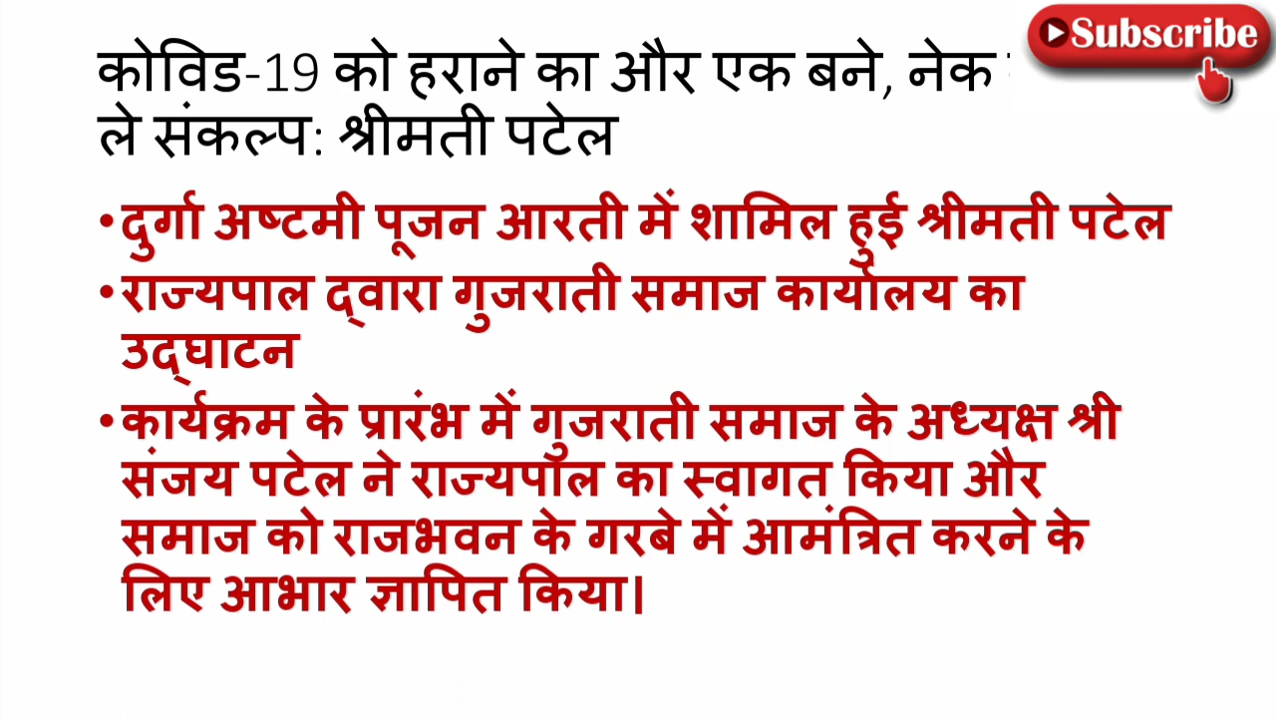 Subscribe
कोविड-19 को हराने का और एक बने, नेक
ले संकल्प: श्रीमती पटेल
•दुर्गा अष्टमी पूजन आरती में शामिल हुई श्रीमती पटेल
•राज्यपाल द्वारा गुजराती समाज कार्यालय का
उद्घाटन
•कार्यक्रम के प्रारंभ में गुजराती समाज के अध्यक्ष श्री
संजय पटेल ने राज्यपाल का स्वागत किया और
समाज को राजभवन के गरबे में आमंत्रित करने के
लिए आभार ज्ञापित किया।